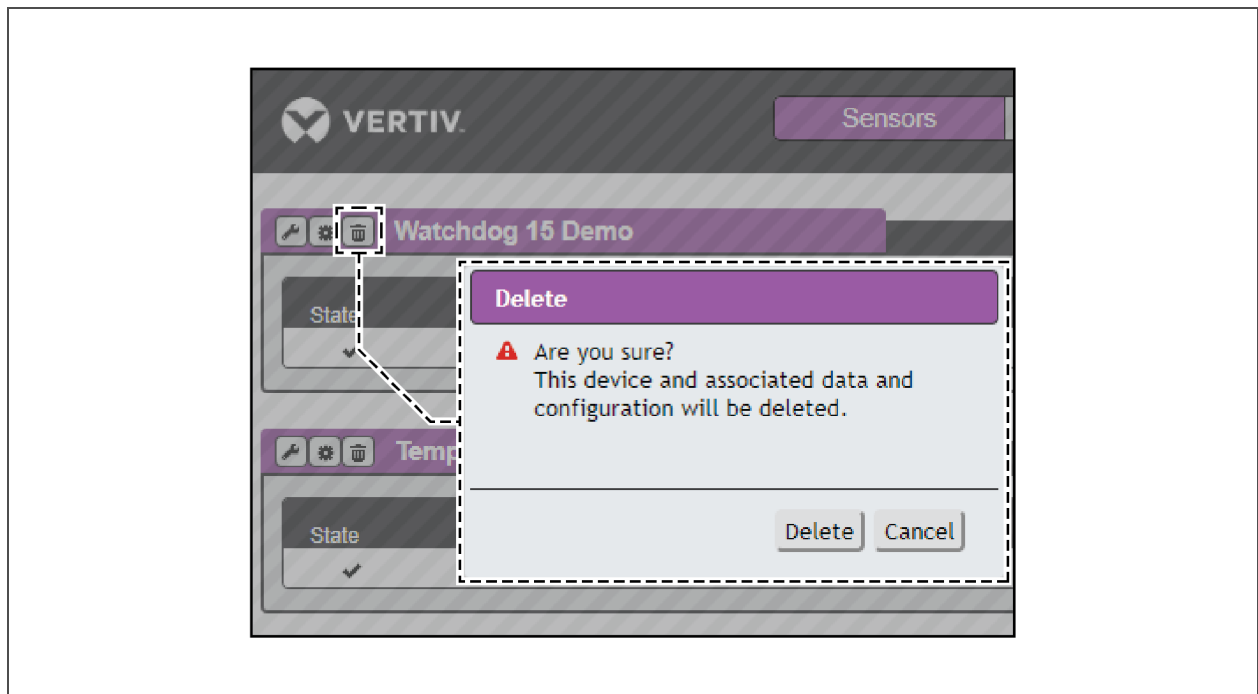 VERTIV.
Sensors
Watchdog 15 Demo
State
Delete
Are you sure?
This device and associated data and
configuration will be deleted.
Temp
State
Delete Cancel